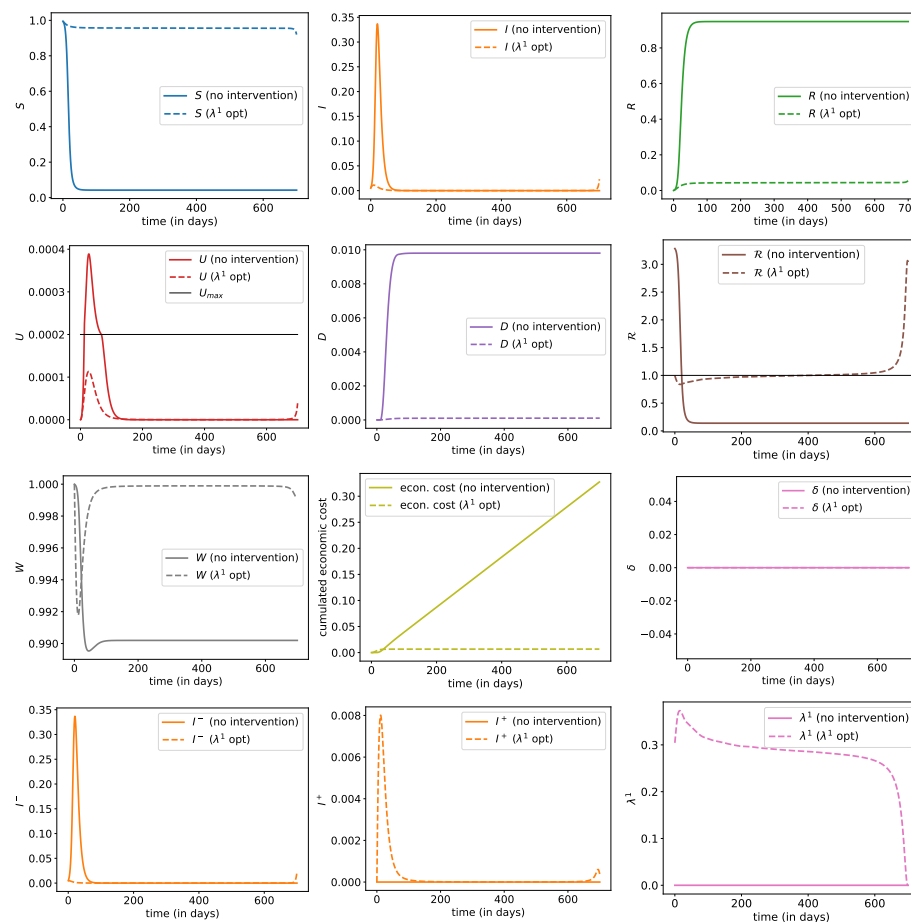 1.0
0.8
0.6
0.4
0.2
0.0
S
S (no intervention)
S (λ¹ opt)
0 200 400 600
time (in days)
0.35
0.30
0.25
0.20
0.15
0.10
0.005
0.00
I
I (no intervention)
I (λ¹ opt)
0 200 400 600
time (in days)
0.8
0.6
0.4
0.2
0.0
R
R (no intervention)
R (λ¹ opt)
0 100 200 300 400 500 600 700
time (in days)
0.0004
0.0003
0.0002
0.0001
0.0000
U
U (no intervention)
U (λ¹ opt)
U_max
0 200 400 600
time (in days)
0.010
0.008
0.006
0.004
0.002
0.000
D
D (no intervention)
D (λ¹ opt)
0 200 400 600
time (in days)
3.0
2.5
2.0
1.5
1.0
0.5
0.0
ℛ
ℛ (no intervention)
ℛ (λ¹ opt)
0 200 400 600
time (in days)
1.000
0.998
0.996
0.994
0.992
0.990
W
W (no intervention)
W (λ¹ opt)
0 200 400 600
time (in days)
0.30
0.25
0.20
0.15
0.10
0.05
0.00
cumulated economic cost
econ. cost (no intervention)
econ. cost (λ¹ opt)
0 200 400 600
time (in days)
0.04
0.02
0.00
−0.02
−0.04
δ
δ (no intervention)
δ (λ¹ opt)
0 200 400 600
time (in days)
0.35
0.30
0.25
0.20
0.15
0.10
0.05
0.00
I⁻
I⁻ (no intervention)
I⁻ (λ¹ opt)
0 200 400 600
time (in days)
0.008
0.006
0.004
0.002
0.000
I⁺
I⁺ (no intervention)
I⁺ (λ¹ opt)
0 200 400 600
time (in days)
0.3
0.2
0.1
0.0
λ¹
λ¹ (no intervention)
λ¹ (λ¹ opt)
0 200 400 600
time (in days)